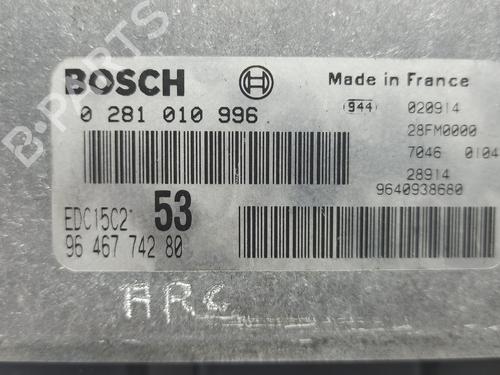 B-PARTS
BOSCH
Made in France
0 281 010 996
944
020914
28FM0000
7046 0104
28914
9640938680
EDC15C2
53
96 467 742 80
ARC